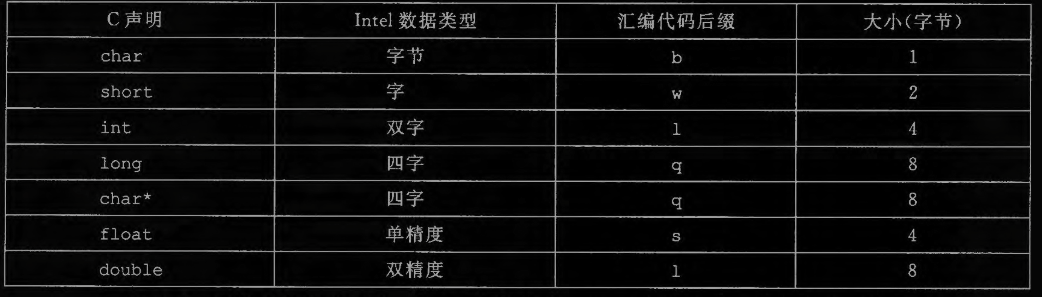 C声明 Intel 数据类型 汇编代码后缀 大小(字节)
char 字节 b 1
short 字 w 2
int 双字 l 4
long 四字 q 8
char* 四字 q 8
float 单精度 s 4
double 双精度 l 8